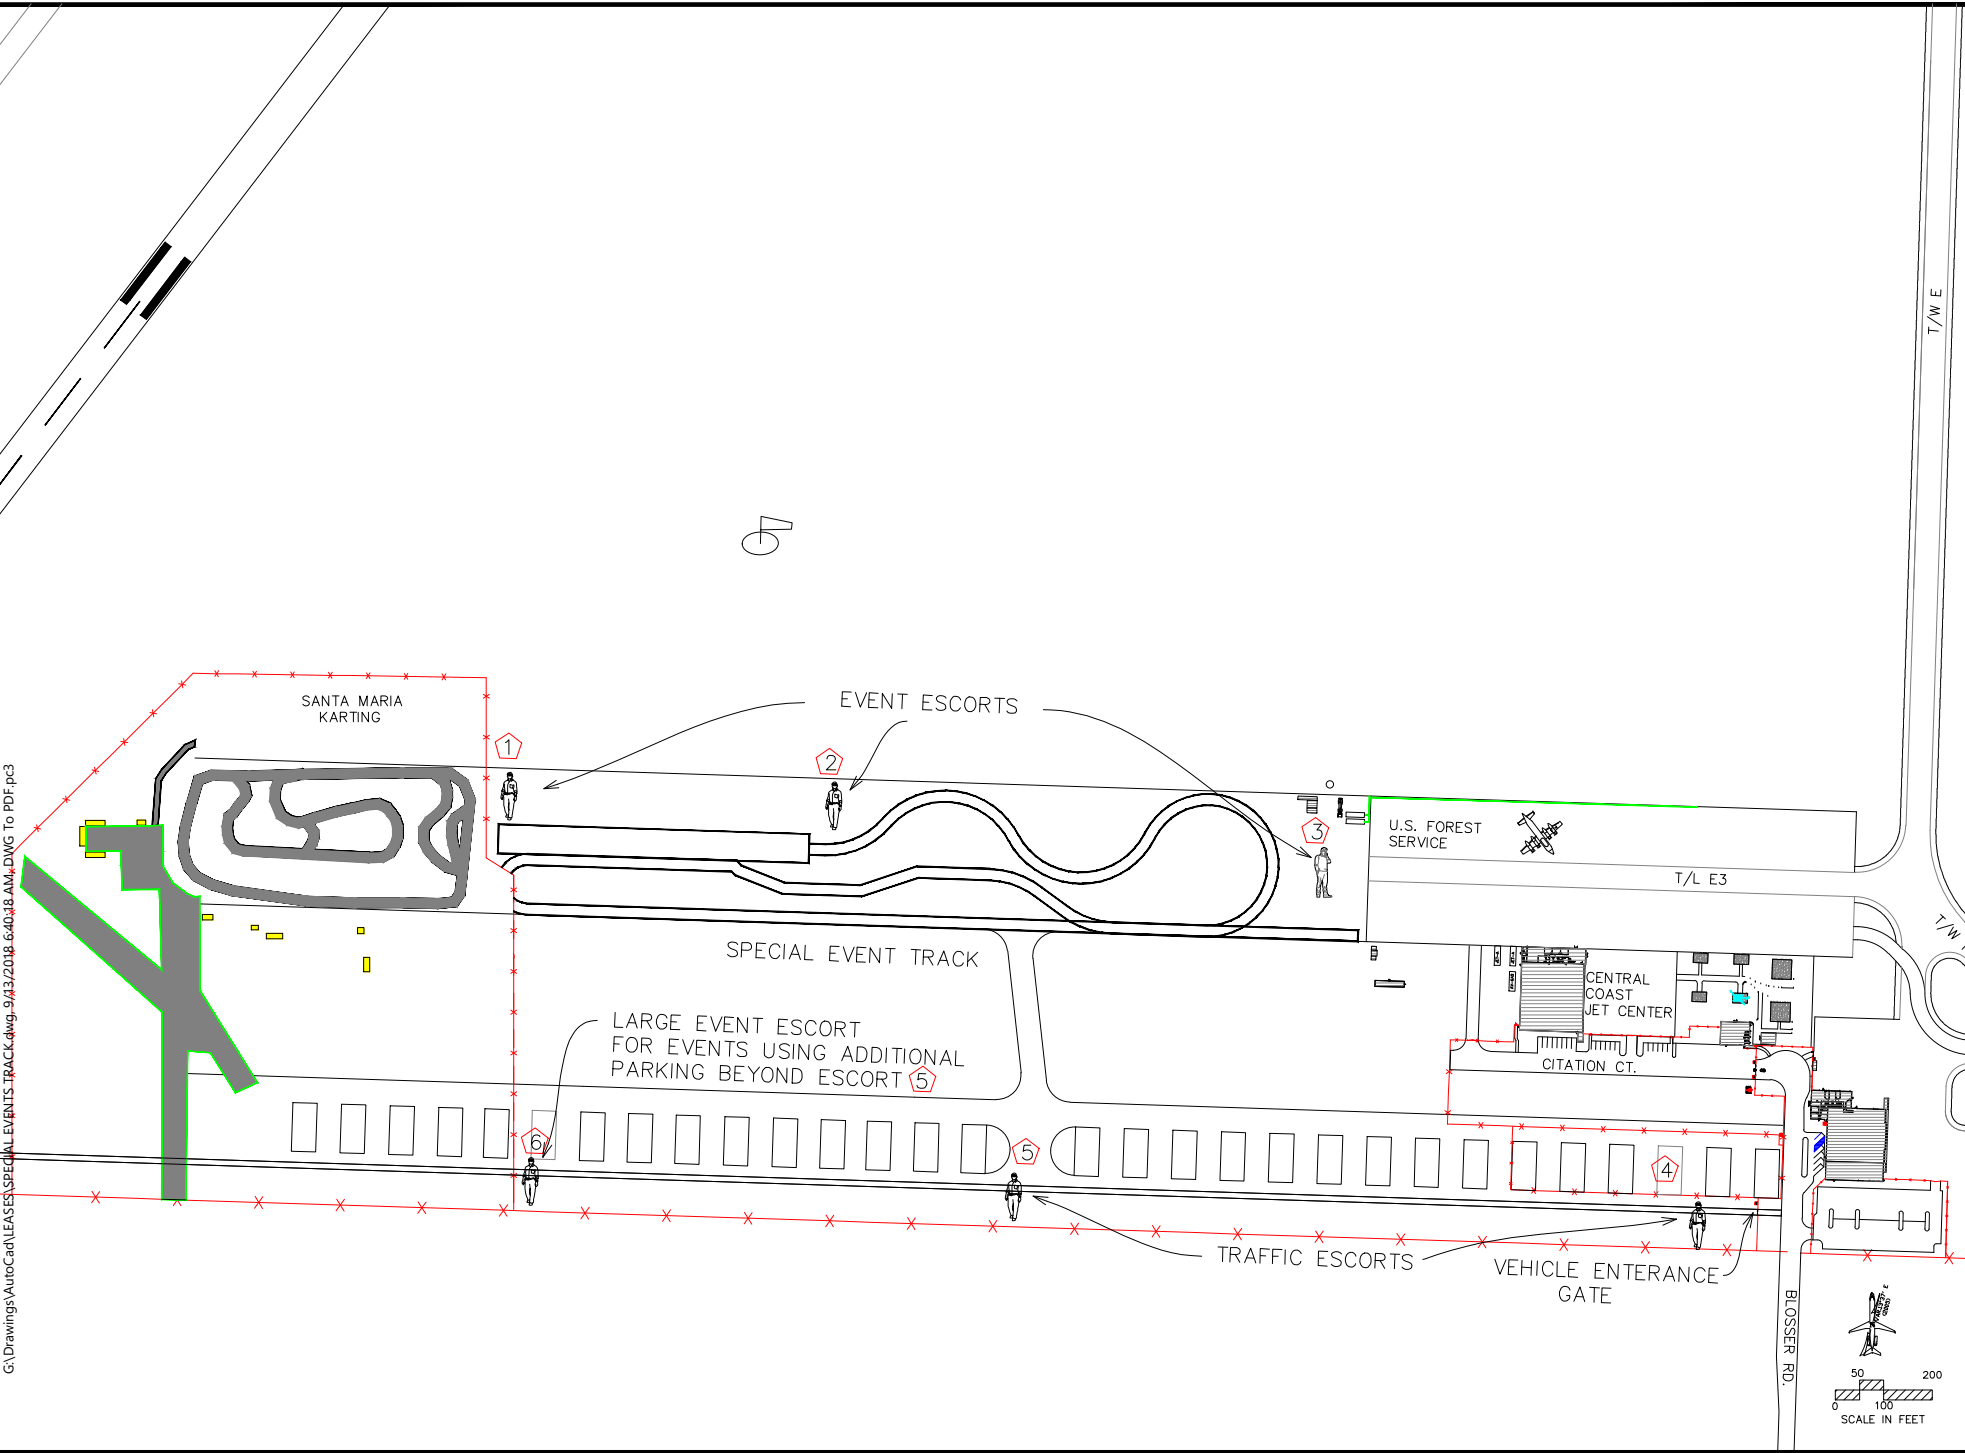 T/W E
SANTA MARIA
KARTING
EVENT ESCORTS
1
2
3
U.S. FOREST
SERVICE
T/L E3
T/W
SPECIAL EVENT TRACK
CENTRAL
COAST
JET CENTER
LARGE EVENT ESCORT
FOR EVENTS USING ADDITIONAL
PARKING BEYOND ESCORT 5
CITATION CT.
6
5
4
TRAFFIC ESCORTS
VEHICLE ENTERANCE
GATE
BLOSSER RD.
50 200
0 100
SCALE IN FEET
G:\Drawings\AutoCad\LEASES\SPECIAL EVENTS TRACK.dwg, 9/13/2018 6:40:18 AM, DWG To PDF.pc3